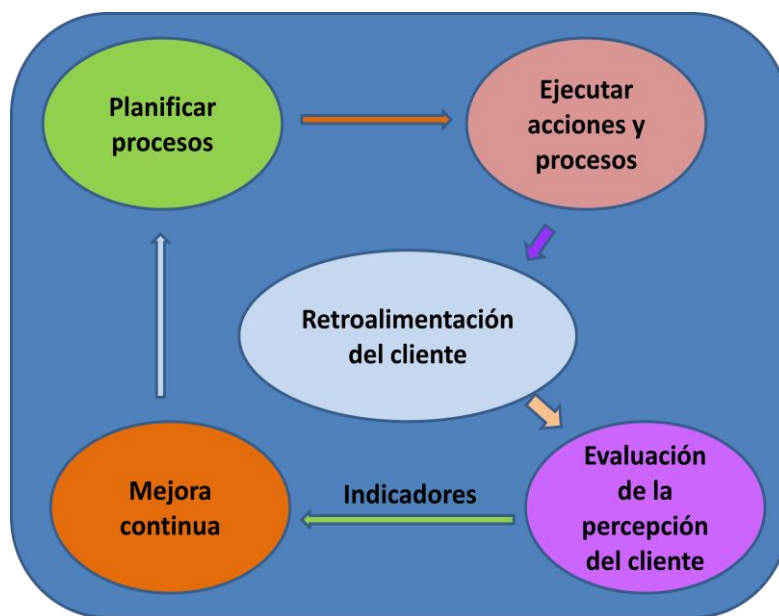 Planificar
procesos
Ejecutar
acciones y
procesos
Retroalimentación
del cliente
Evaluación
de la
percepción
del cliente
Indicadores
Mejora
continua